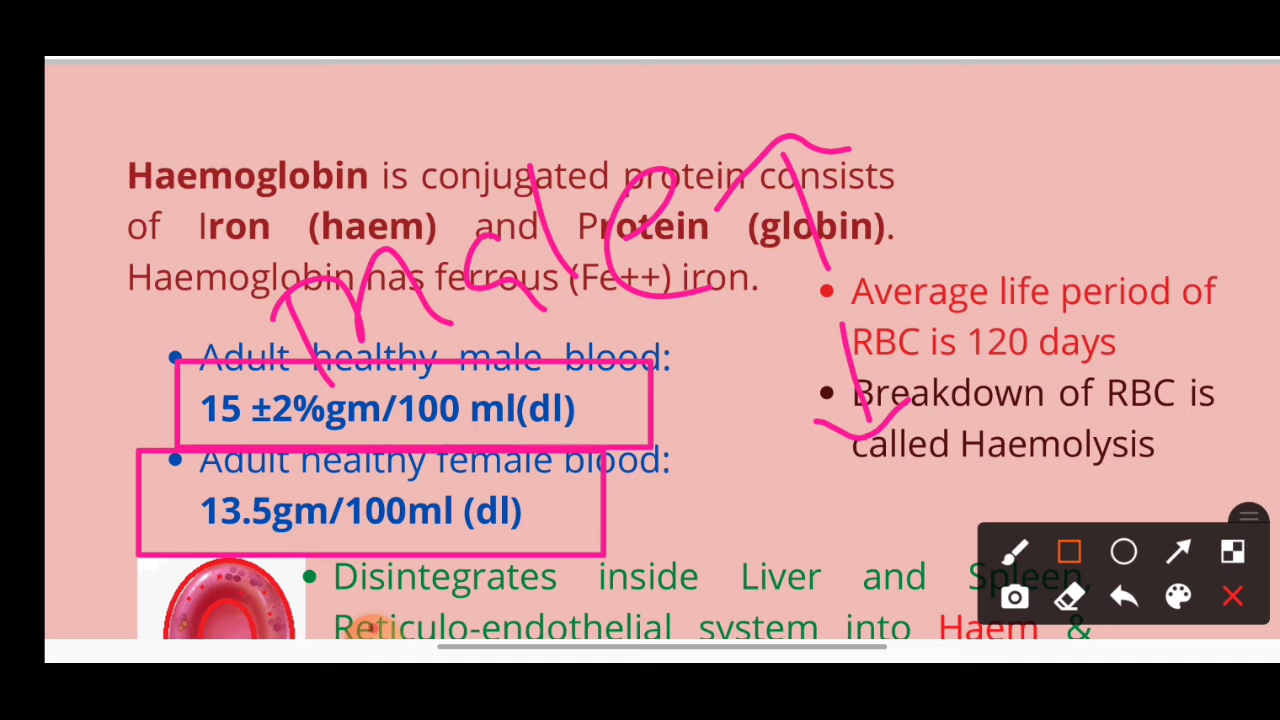 Haemoglobin is conjugated protein consists
of Iron (haem) and Protein (globin).
Haemoglobin has ferrous (Fe++) iron.
male
• Adult healthy male blood:
15 ±2%gm/100 ml(dl)
• Adult healthy female blood:
13.5gm/100ml (dl)
• Average life period of
RBC is 120 days
• Breakdown of RBC is
called Haemolysis
• Disintegrates inside Liver and Spleen,
Reticulo-endothelial system into Haem &